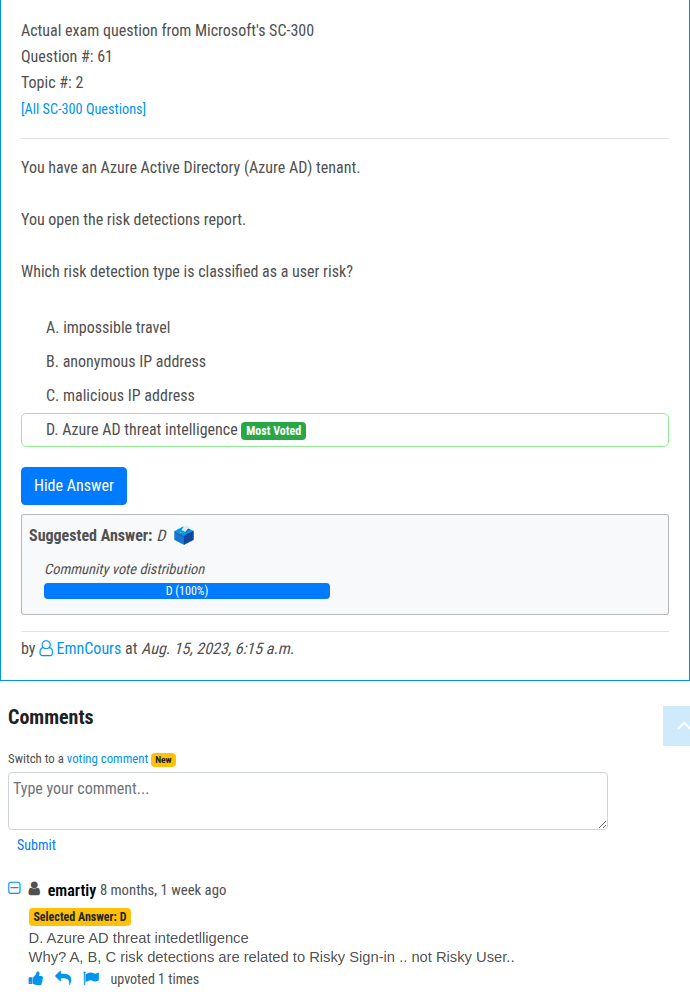 Actual exam question from Microsoft's SC-300
Question #: 61
Topic #: 2
[All SC-300 Questions]
You have an Azure Active Directory (Azure AD) tenant.
You open the risk detections report.
Which risk detection type is classified as a user risk?
A. impossible travel
B. anonymous IP address
C. malicious IP address
D. Azure AD threat intelligence Most Voted
Hide Answer
Suggested Answer: D
Community vote distribution
D (100%)
by EmnCours at Aug. 15, 2023, 6:15 a.m.
Comments
Switch to a voting comment New
Type your comment...
Submit
emartiy 8 months, 1 week ago
Selected Answer: D
D. Azure AD threat intedetlligence
Why? A, B, C risk detections are related to Risky Sign-in .. not Risky User..
upvoted 1 times